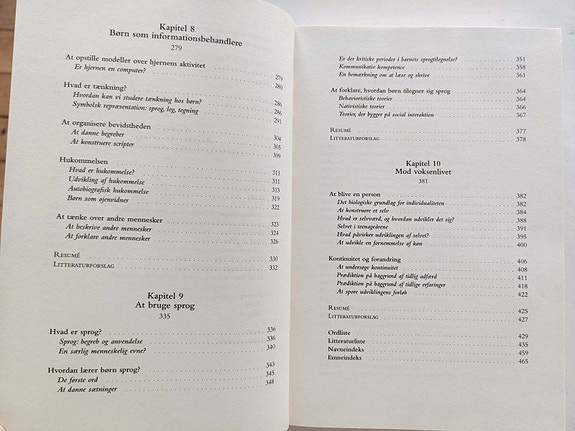 Kapitel 8
Børn som informationsbehandlere
279
At opstille modeller over hjernens aktivitet 279
Er hjernen en computer? 280
Hvad er tænkning?
Hvordan kan vi studere tænkning hos børn? 286
Symbolsk repræsentation: sprog, leg, tegning 286
291
At organisere bevidstheden
At danne begreber 304
At konstruere scripter 305
309
Hukommelsen
Hvad er hukommelse? 311
Udvikling af hukommelse 311
Autobiografisk hukommelse 313
Børn som øjenvidner 319
322
At tænke over andre mennesker
At beskrive andre mennesker 323
At forklare andre mennesker 324
326
RESUMÉ 330
LITTERATURFORSLAG 332
Kapitel 9
At bruge sprog
335
Hvad er sprog? 336
Sprog: begreb og anvendelse 336
En særlig menneskelig evne? 340
Hvordan lærer børn sprog? 343
De første ord 345
At danne sætninger 348
Er der kritiske perioder i barnets sprogtilegnelse? 351
Kommunikativ kompetence 358
En bemærkning om at læse og skrive 361
At forklare, hvordan børn tilegner sig sprog 364
Behavioristiske teorier 364
Nativistiske teorier 366
Teorier, der bygger på social interaktion 367
RESUMÉ 377
LITTERATURFORSLAG 378
Kapitel 10
Mod voksenlivet
381
At blive en person 382
Det biologiske grundlag for individualiteten 382
At konstruere et selv 384
Hvad er selvværd, og hvordan udvikler det sig? 388
Selvet i teenageårene 391
Hvad påvirker udviklingen af selvet? 395
At udvikle en fornemmelse af køn 400
Kontinuitet og forandring 406
At undersøge kontinuitet 408
Prædiktion på baggrund af tidlig adfærd 411
Prædiktion på baggrund af tidlige erfaringer 418
At spore udviklingens forløb 422
RESUMÉ 425
LITTERATURFORSLAG 427
Ordliste 429
Litteraturliste 435
Navneindeks 459
Emneindeks 465